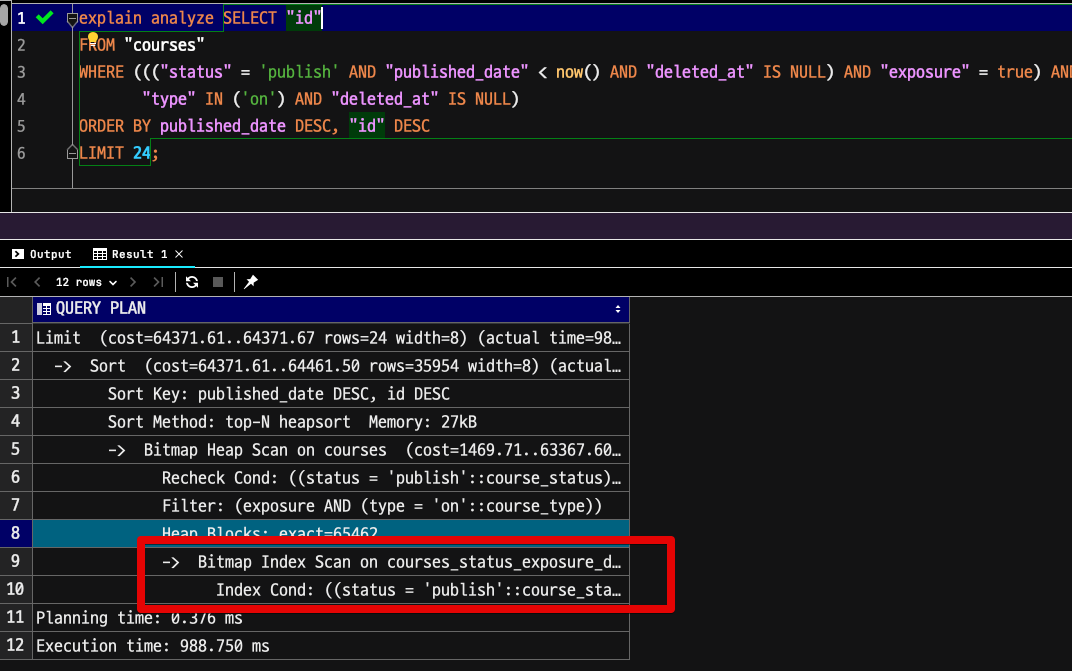 1 explain analyze SELECT "id"
2 FROM "courses"
3 WHERE ((("status" = 'publish' AND "published_date" < now() AND "deleted_at" IS NULL) AND "exposure" = true) AND
4 "type" IN ('on') AND "deleted_at" IS NULL)
5 ORDER BY published_date DESC, "id" DESC
6 LIMIT 24;
Output Result 1 ×
12 rows
QUERY PLAN
1 Limit (cost=64371.61..64371.67 rows=24 width=8) (actual time=98…
2 -> Sort (cost=64371.61..64461.50 rows=35954 width=8) (actual…
3 Sort Key: published_date DESC, id DESC
4 Sort Method: top-N heapsort Memory: 27kB
5 -> Bitmap Heap Scan on courses (cost=1469.71..63367.60…
6 Recheck Cond: ((status = 'publish'::course_status)…
7 Filter: (exposure AND (type = 'on'::course_type))
8 Heap Blocks: exact=65462
9 -> Bitmap Index Scan on courses_status_exposure_d…
10 Index Cond: ((status = 'publish'::course_sta…
11 Planning time: 0.376 ms
12 Execution time: 988.750 ms